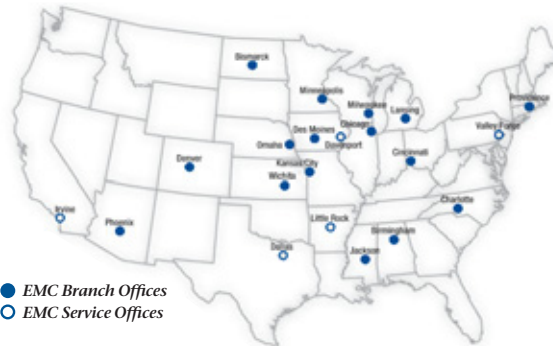 Bismarck
Minneapolis
Milwaukee
Lansing
Providence
Chicago
Des Moines
Davenport
Valley Forge
Omaha
Cincinnati
Denver
Kansas City
Wichita
Charlotte
Irvine
Phoenix
Little Rock
Birmingham
Dallas
Jackson
EMC Branch Offices
EMC Service Offices